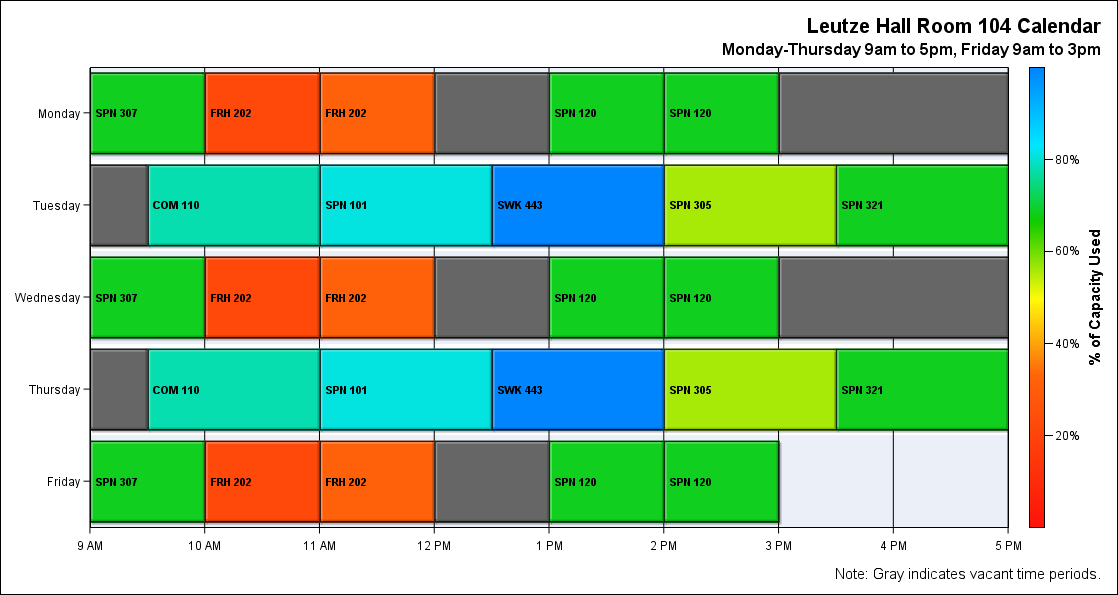 Leutze Hall Room 104 Calendar
Monday-Thursday 9am to 5pm, Friday 9am to 3pm
Monday
SPN 307
FRH 202
FRH 202
SPN 120
SPN 120
Tuesday
COM 110
SPN 101
SWK 443
SPN 305
SPN 321
Wednesday
SPN 307
FRH 202
FRH 202
SPN 120
SPN 120
Thursday
COM 110
SPN 101
SWK 443
SPN 305
SPN 321
Friday
SPN 307
FRH 202
FRH 202
SPN 120
SPN 120
9 AM
10 AM
11 AM
12 PM
1 PM
2 PM
3 PM
4 PM
5 PM
80%
60%
40%
20%
% of Capacity Used
Note: Gray indicates vacant time periods.